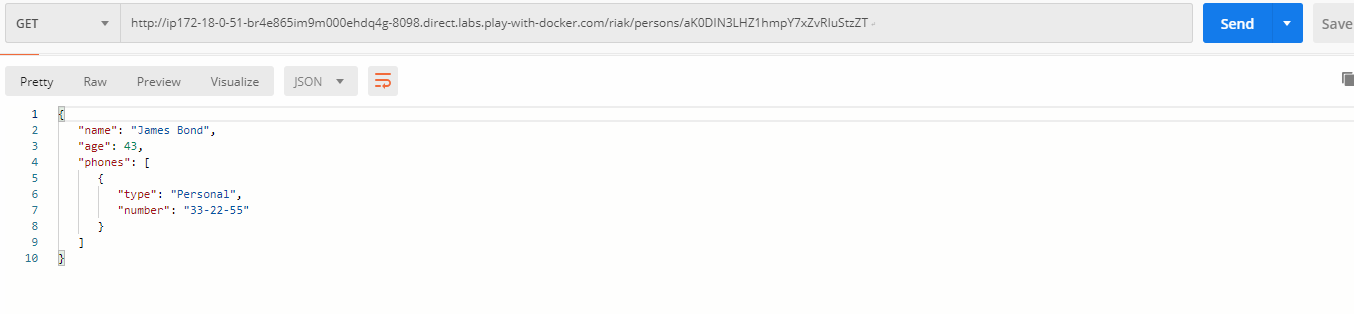 GET http://ip172-18-0-51-br4e865im9m000ehdq4g-8098.direct.labs.play-with-docker.com/riak/persons/aK0DIN3LHZ1hmpY7xZvRIuStzZT Send Save
Pretty Raw Preview Visualize JSON
1 {
2 "name": "James Bond",
3 "age": 43,
4 "phones": [
5 {
6 "type": "Personal",
7 "number": "33-22-55"
8 }
9 ]
10 }